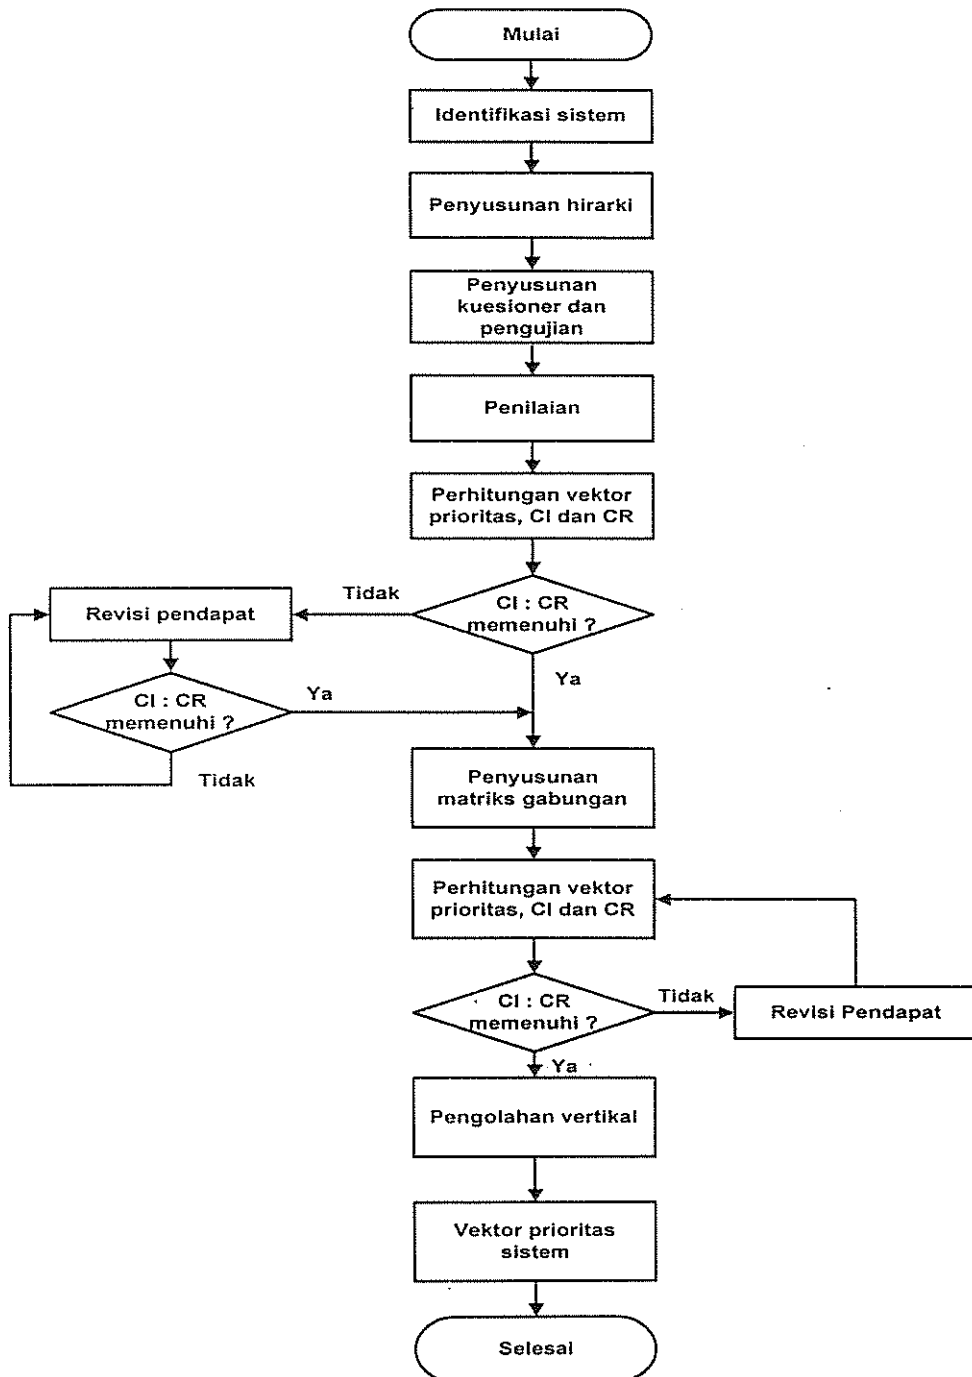 Mulai
Identifikasi sistem
Penyusunan hirarki
Penyusunan
kuesioner dan
pengujian
Penilaian
Perhitungan vektor
prioritas, CI dan CR
CI : CR
memenuhi ?
Tidak
Revisi pendapat
Ya
CI : CR
memenuhi ?
Ya
Tidak
Penyusunan
matriks gabungan
Perhitungan vektor
prioritas, CI dan CR
CI : CR
memenuhi ?
Tidak
Revisi Pendapat
Ya
Pengolahan vertikal
Vektor prioritas
sistem
Selesai